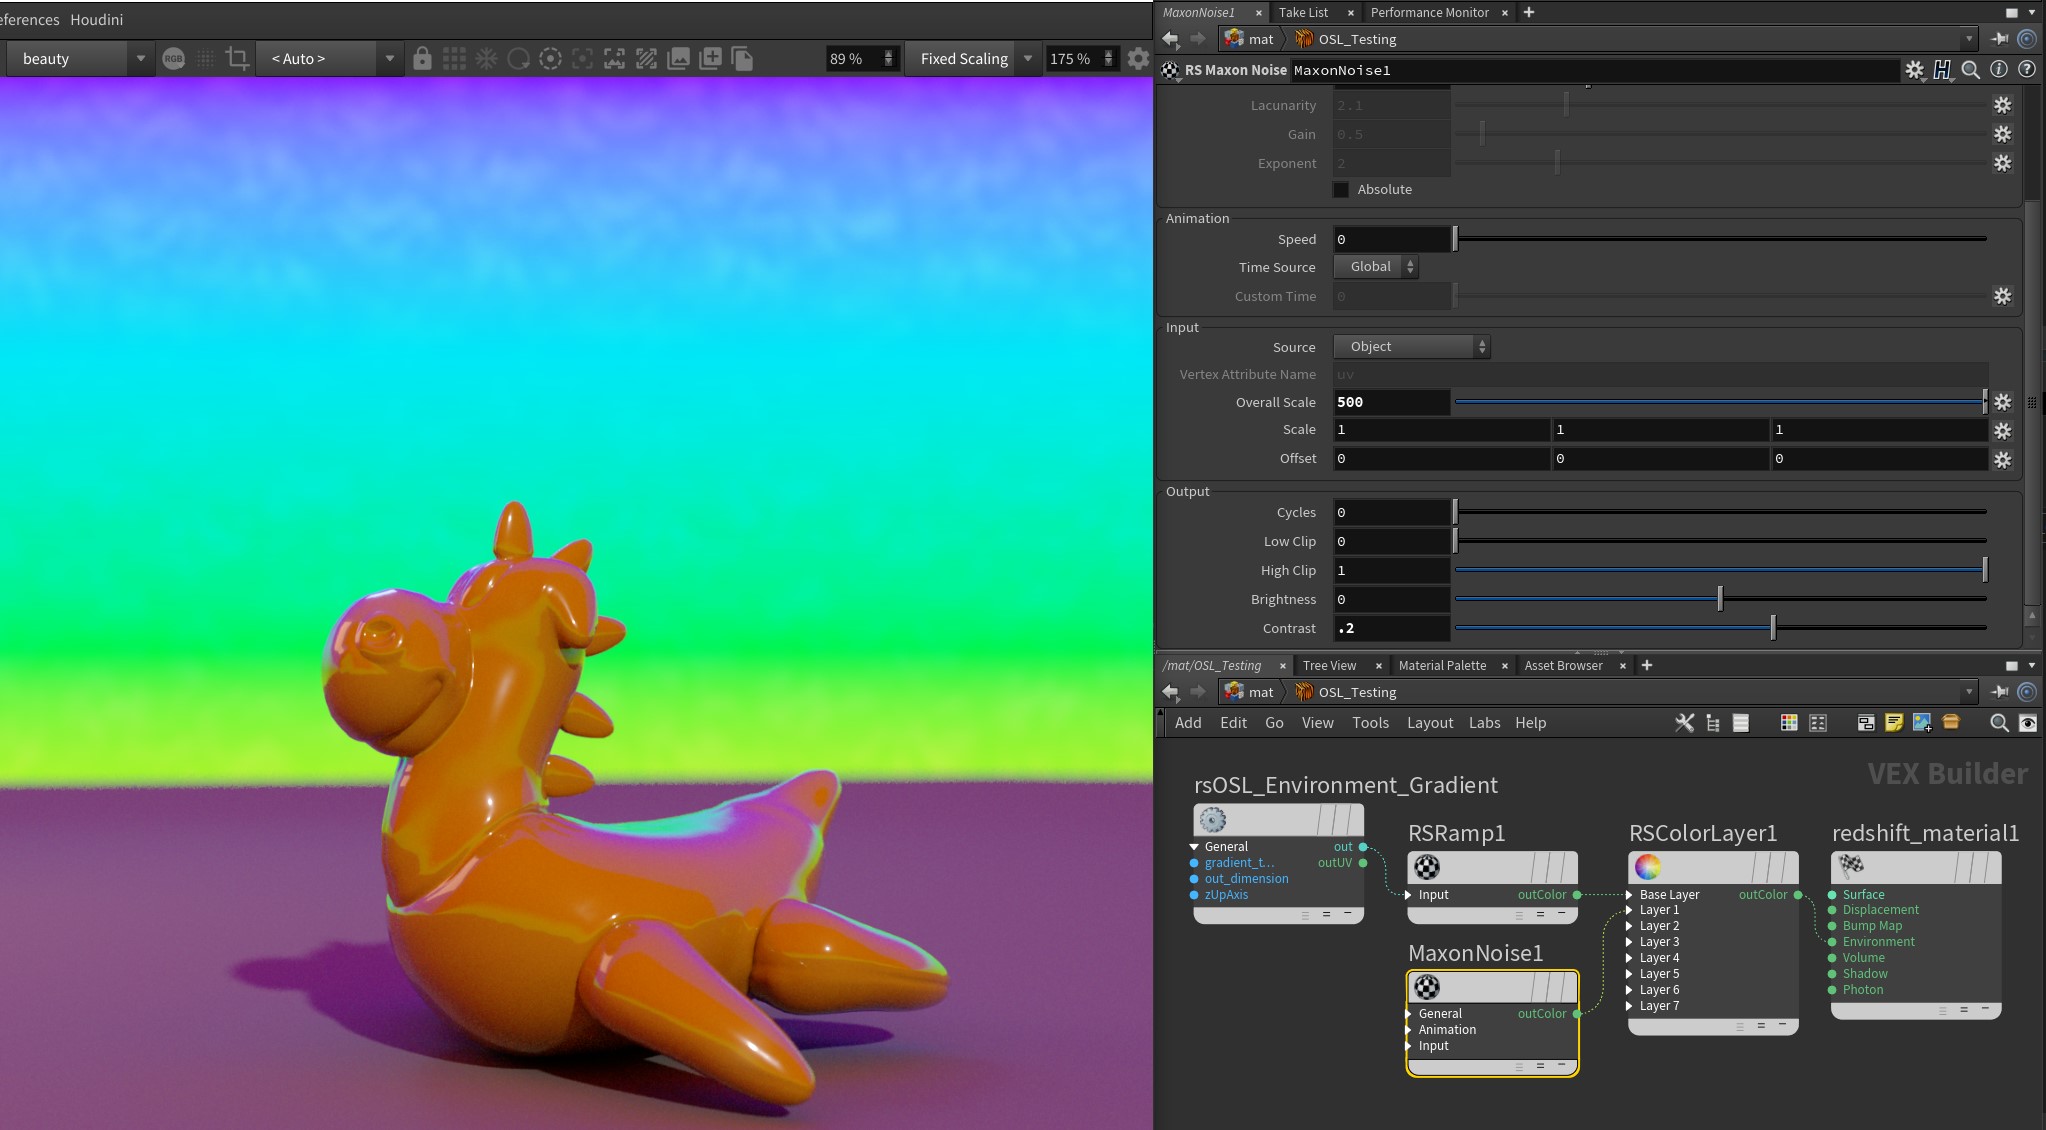 eferences Houdini
beauty
RGB
< Auto >
89 %
Fixed Scaling
175 %
MaxonNoise1 × Take List × Performance Monitor × +
mat OSL_Testing
RS Maxon Noise MaxonNoise1
Lacunarity 2.1
Gain 0.5
Exponent 2
Absolute
Animation
Speed 0
Time Source Global
Custom Time 0
Input
Source Object
Vertex Attribute Name uv
Overall Scale 500
Scale 1 1 1
Offset 0 0 0
Output
Cycles 0
Low Clip 0
High Clip 1
Brightness 0
Contrast .2
/mat/OSL_Testing × Tree View × Material Palette × Asset Browser × +
mat OSL_Testing
Add Edit Go View Tools Layout Labs Help
VEX Builder
rsOSL_Environment_Gradient
General out
gradient_t... outUV
out_dimension
zUpAxis
RSRamp1
Input outColor
MaxonNoise1
General outColor
Animation
Input
RSColorLayer1
Base Layer outColor
Layer 1
Layer 2
Layer 3
Layer 4
Layer 5
Layer 6
Layer 7
redshift_material1
Surface
Displacement
Bump Map
Environment
Volume
Shadow
Photon